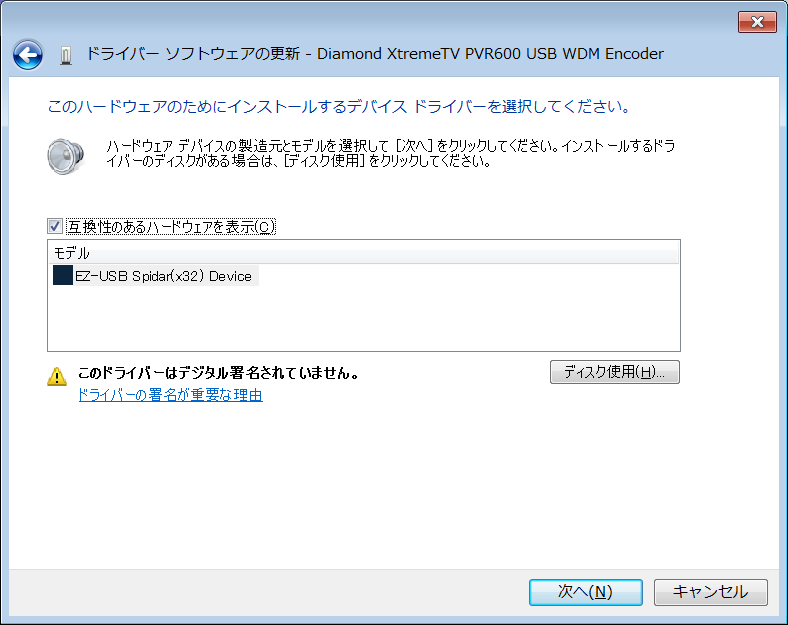 ドライバー ソフトウェアの更新 - Diamond XtremeTV PVR600 USB WDM Encoder
このハードウェアのためにインストールするデバイス ドライバーを選択してください。
ハードウェア デバイスの製造元とモデルを選択して [次へ] をクリックしてください。インストールするドラ
イバーのディスクがある場合は、[ディスク使用] をクリックしてください。
互換性のあるハードウェアを表示(C)
モデル
EZ-USB Spidar(x32) Device
このドライバーはデジタル署名されていません。
ディスク使用(H)...
ドライバーの署名が重要な理由
次へ(N)
キャンセル